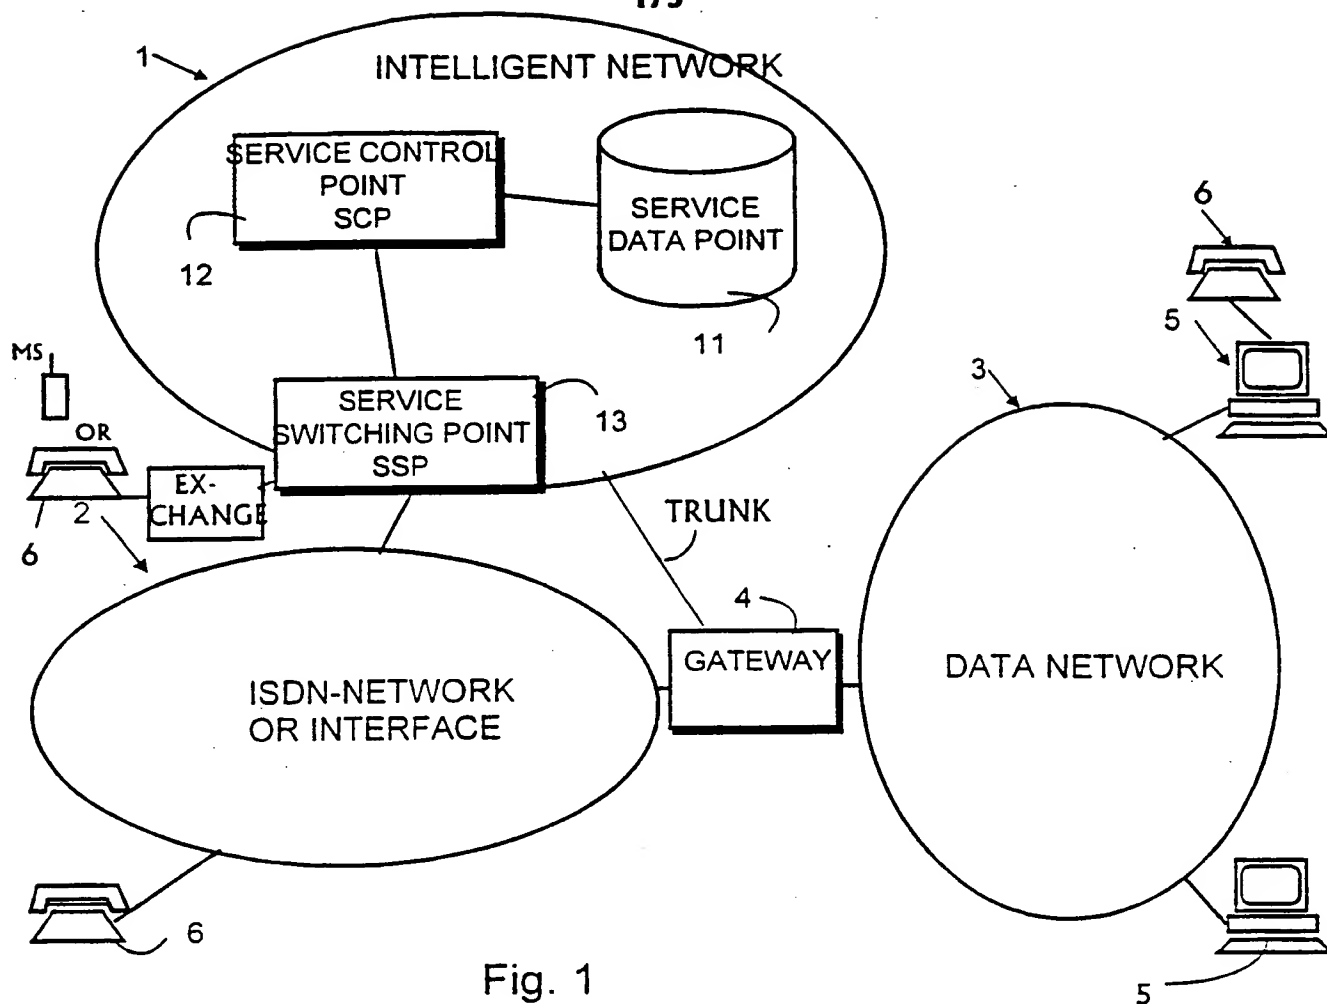 1
INTELLIGENT NETWORK
SERVICE CONTROL
POINT
SCP
12
SERVICE
DATA POINT
11
MS
OR
6
2
EX-
CHANGE
SERVICE
SWITCHING POINT
SSP
13
TRUNK
3
6
5
4
GATEWAY
DATA NETWORK
ISDN-NETWORK
OR INTERFACE
6
5
Fig. 1